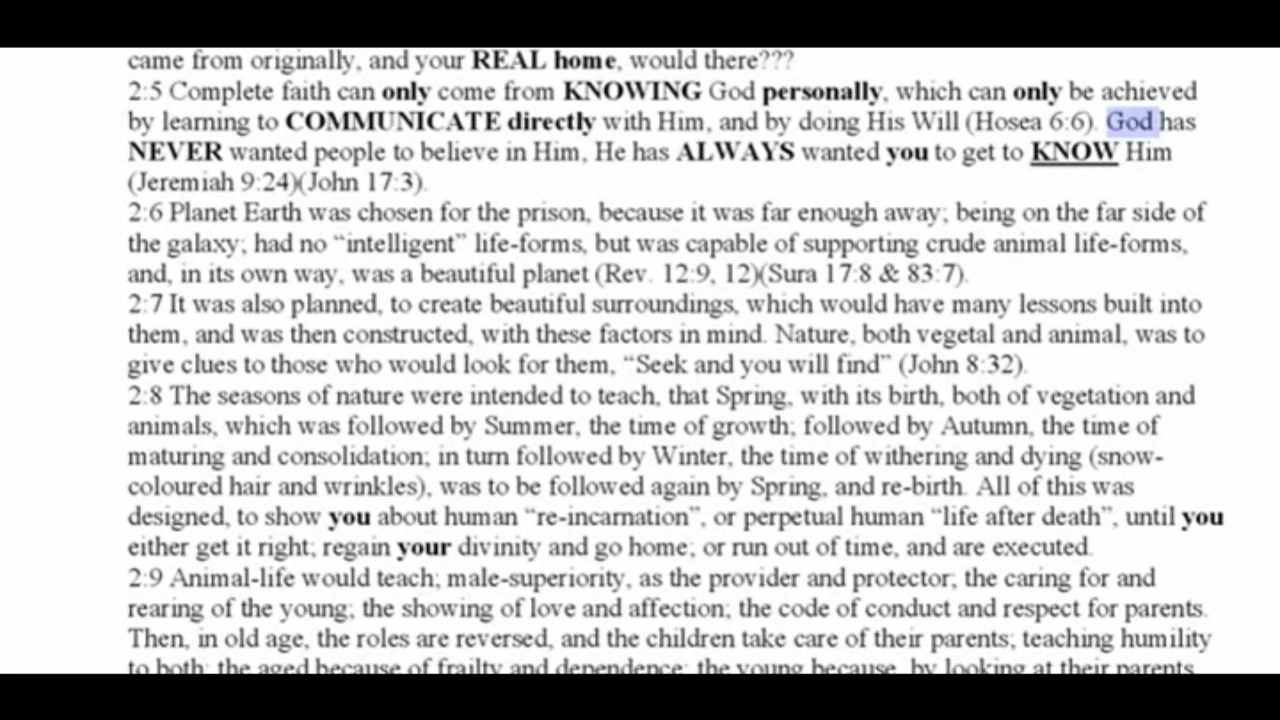 came from originally, and your REAL home, would there???
2:5 Complete faith can only come from KNOWING God personally, which can only be achieved
by learning to COMMUNICATE directly with Him, and by doing His Will (Hosea 6:6). God has
NEVER wanted people to believe in Him, He has ALWAYS wanted you to get to KNOW Him
(Jeremiah 9:24)(John 17:3).
2:6 Planet Earth was chosen for the prison, because it was far enough away; being on the far side of
the galaxy; had no “intelligent” life-forms, but was capable of supporting crude animal life-forms,
and, in its own way, was a beautiful planet (Rev. 12:9, 12)(Sura 17:8 & 83:7).
2:7 It was also planned, to create beautiful surroundings, which would have many lessons built into
them, and was then constructed, with these factors in mind. Nature, both vegetal and animal, was to
give clues to those who would look for them, “Seek and you will find” (John 8:32).
2:8 The seasons of nature were intended to teach, that Spring, with its birth, both of vegetation and
animals, which was followed by Summer, the time of growth; followed by Autumn, the time of
maturing and consolidation; in turn followed by Winter, the time of withering and dying (snow-
coloured hair and wrinkles), was to be followed again by Spring, and re-birth. All of this was
designed, to show you about human “re-incarnation”, or perpetual human “life after death”, until you
either get it right; regain your divinity and go home; or run out of time, and are executed.
2:9 Animal-life would teach; male-superiority, as the provider and protector; the caring for and
rearing of the young; the showing of love and affection; the code of conduct and respect for parents.
Then, in old age, the roles are reversed, and the children take care of their parents; teaching humility
to both: the aged because of frailty and dependence; the young because, by looking at their parents